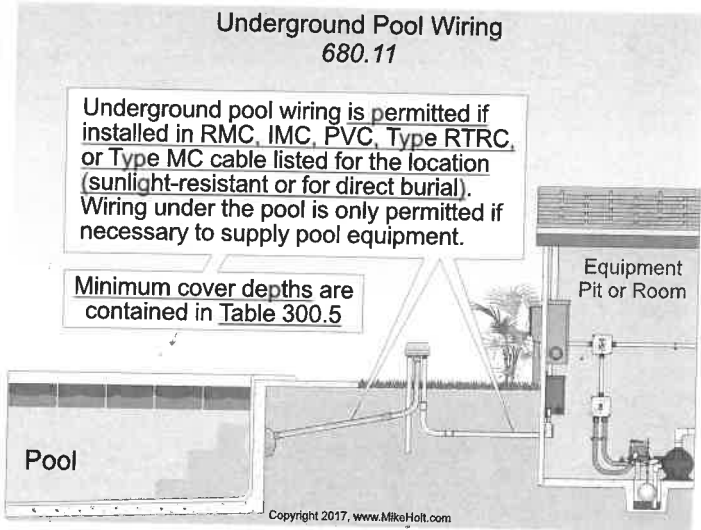 Underground Pool Wiring
680.11
Underground pool wiring is permitted if
installed in RMC, IMC, PVC, Type RTRC,
or Type MC cable listed for the location
(sunlight-resistant or for direct burial).
Wiring under the pool is only permitted if
necessary to supply pool equipment.
Minimum cover depths are
contained in Table 300.5
Equipment
Pit or Room
Pool
Copyright 2017, www.MikeHolt.com